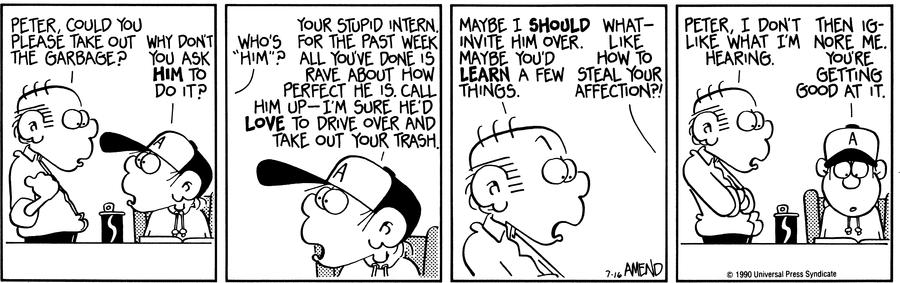 PETER, COULD YOU
PLEASE TAKE OUT
THE GARBAGE?
WHY DON'T
YOU ASK
HIM TO
DO IT?
A
WHO'S
"HIM"?
YOUR STUPID INTERN.
FOR THE PAST WEEK
ALL YOU'VE DONE IS
RAVE ABOUT HOW
PERFECT HE IS. CALL
HIM UP—I'M SURE HE'D
LOVE TO DRIVE OVER AND
TAKE OUT YOUR TRASH.
A
MAYBE I SHOULD
INVITE HIM OVER.
MAYBE YOU'D
LEARN A FEW
THINGS.
WHAT—
LIKE
HOW TO
STEAL YOUR
AFFECTION?!
7-16 AMEND
PETER, I DON'T
LIKE WHAT I'M
HEARING.
THEN IG-
NORE ME.
YOU'RE
GETTING
GOOD AT IT.
A
© 1990 Universal Press Syndicate